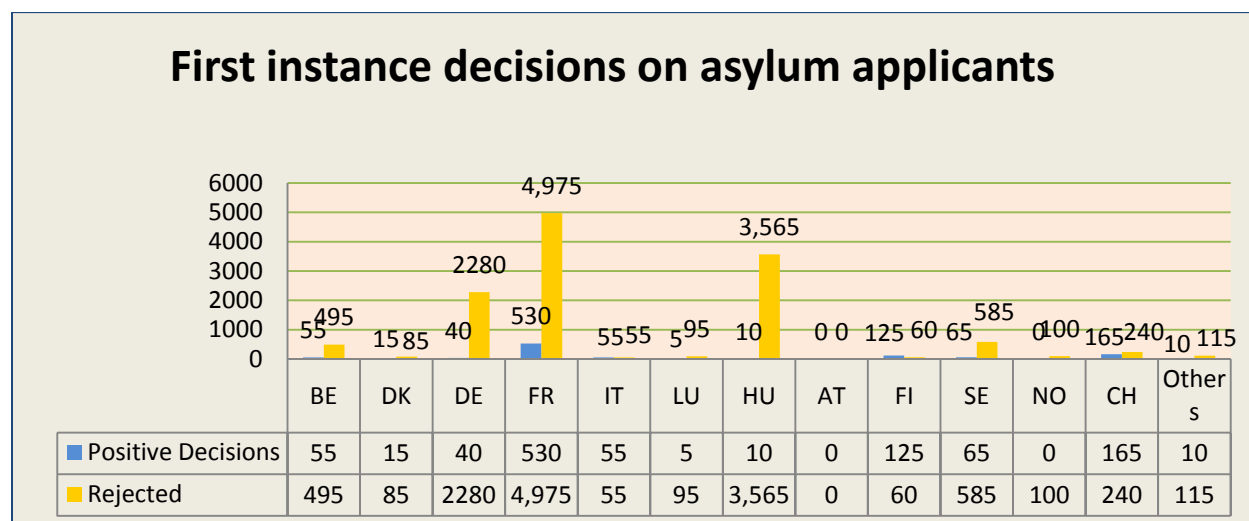 First instance decisions on asylum applicants
6000
5000
4000
3000
2000
1000
0
55 495 15 85 40 2280 530 4,975 55 55 5 95 10 3,565 0 0 125 60 65 585 0 100 165 240 10 115
BE DK DE FR IT LU HU AT FI SE NO CH Other
s
Positive Decisions 55 15 40 530 55 5 10 0 125 65 0 165 10
Rejected 495 85 2280 4,975 55 95 3,565 0 60 585 100 240 115